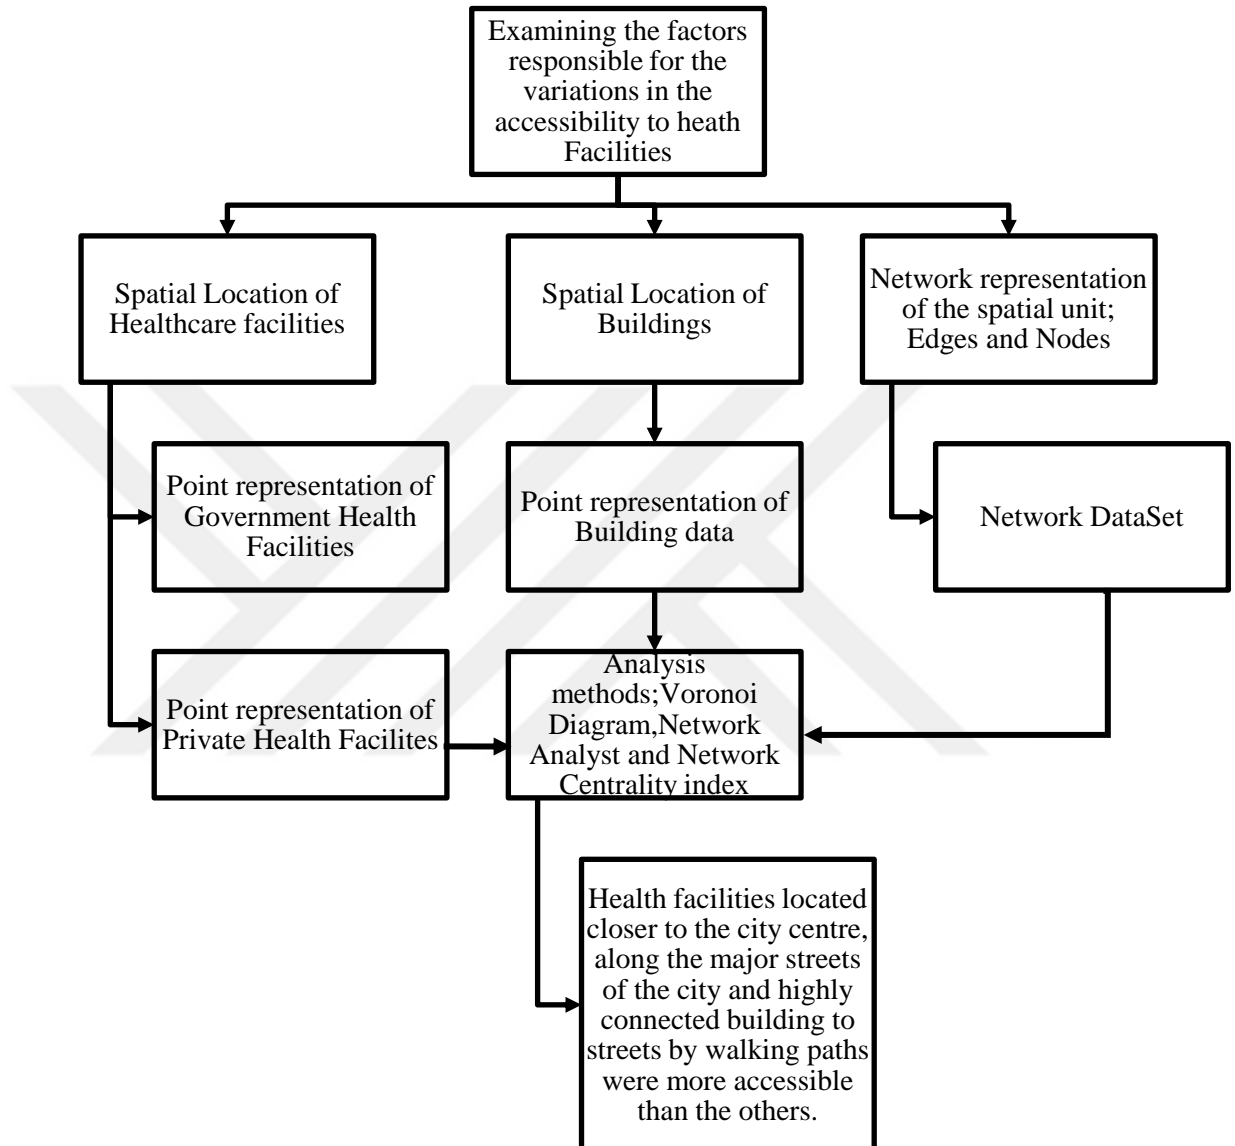 Examining the factors
responsible for the
variations in the
accessibility to heath
Facilities
Spatial Location of
Healthcare facilities
Spatial Location of
Buildings
Network representation
of the spatial unit;
Edges and Nodes
Point representation of
Government Health
Facilities
Point representation of
Building data
Network DataSet
Point representation of
Private Health Facilites
Analysis
methods;Voronoi
Diagram,Network
Analyst and Network
Centrality index
Health facilities located
closer to the city centre,
along the major streets
of the city and highly
connected building to
streets by walking paths
were more accessible
than the others.